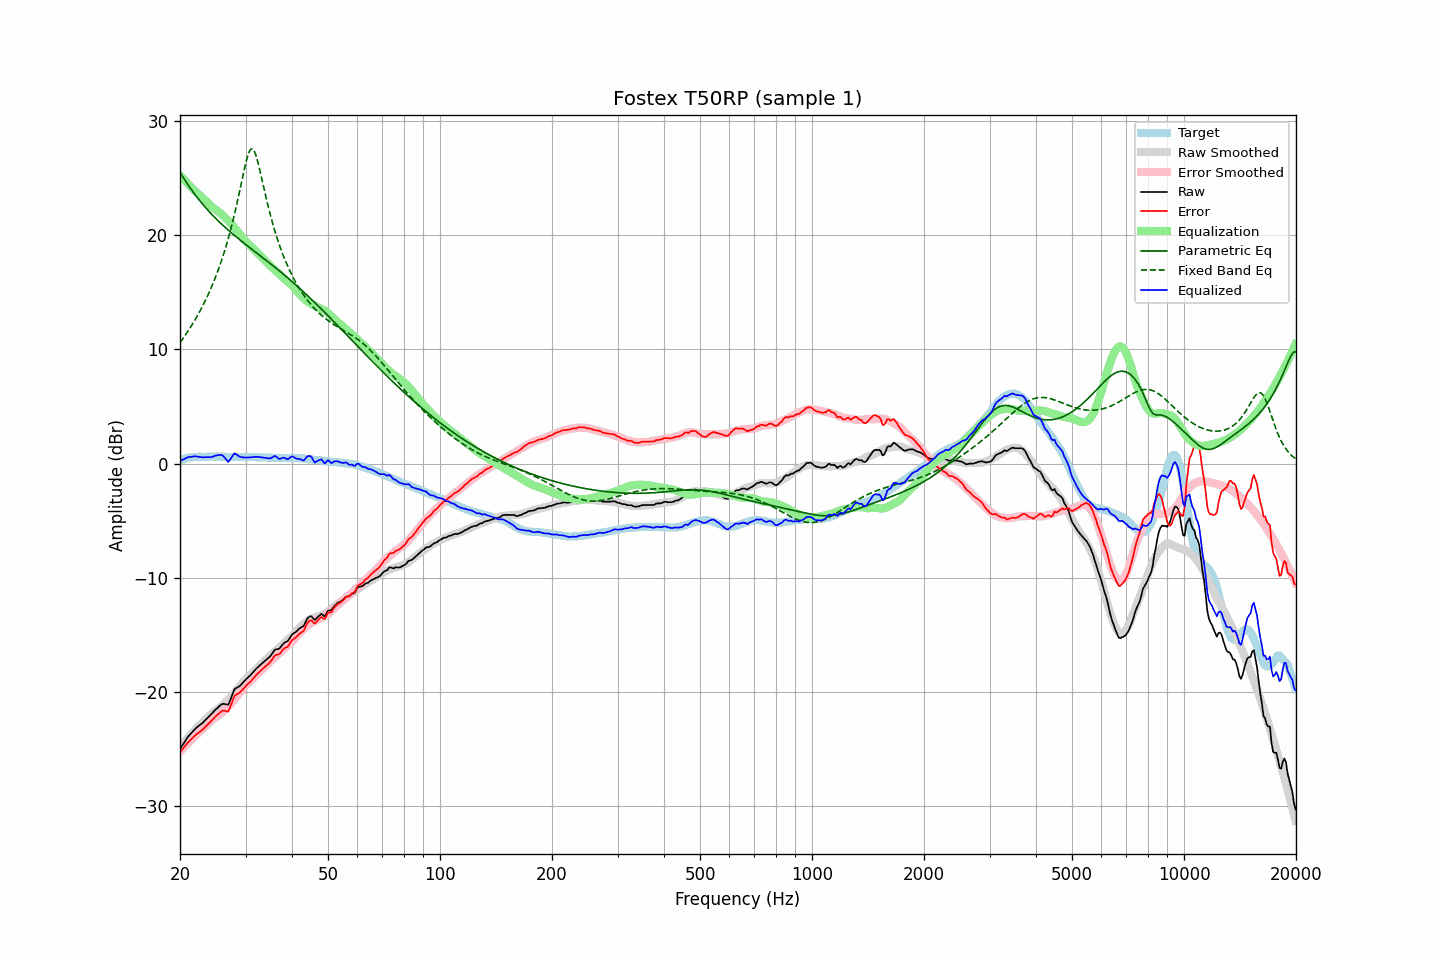 Fostex T50RP (sample 1)
Amplitude (dBr)
30
20
10
0
−10
−20
−30
Target
Raw Smoothed
Error Smoothed
Raw
Error
Equalization
Parametric Eq
Fixed Band Eq
Equalized
20 50 100 200 500 1000 2000 5000 10000 20000
Frequency (Hz)